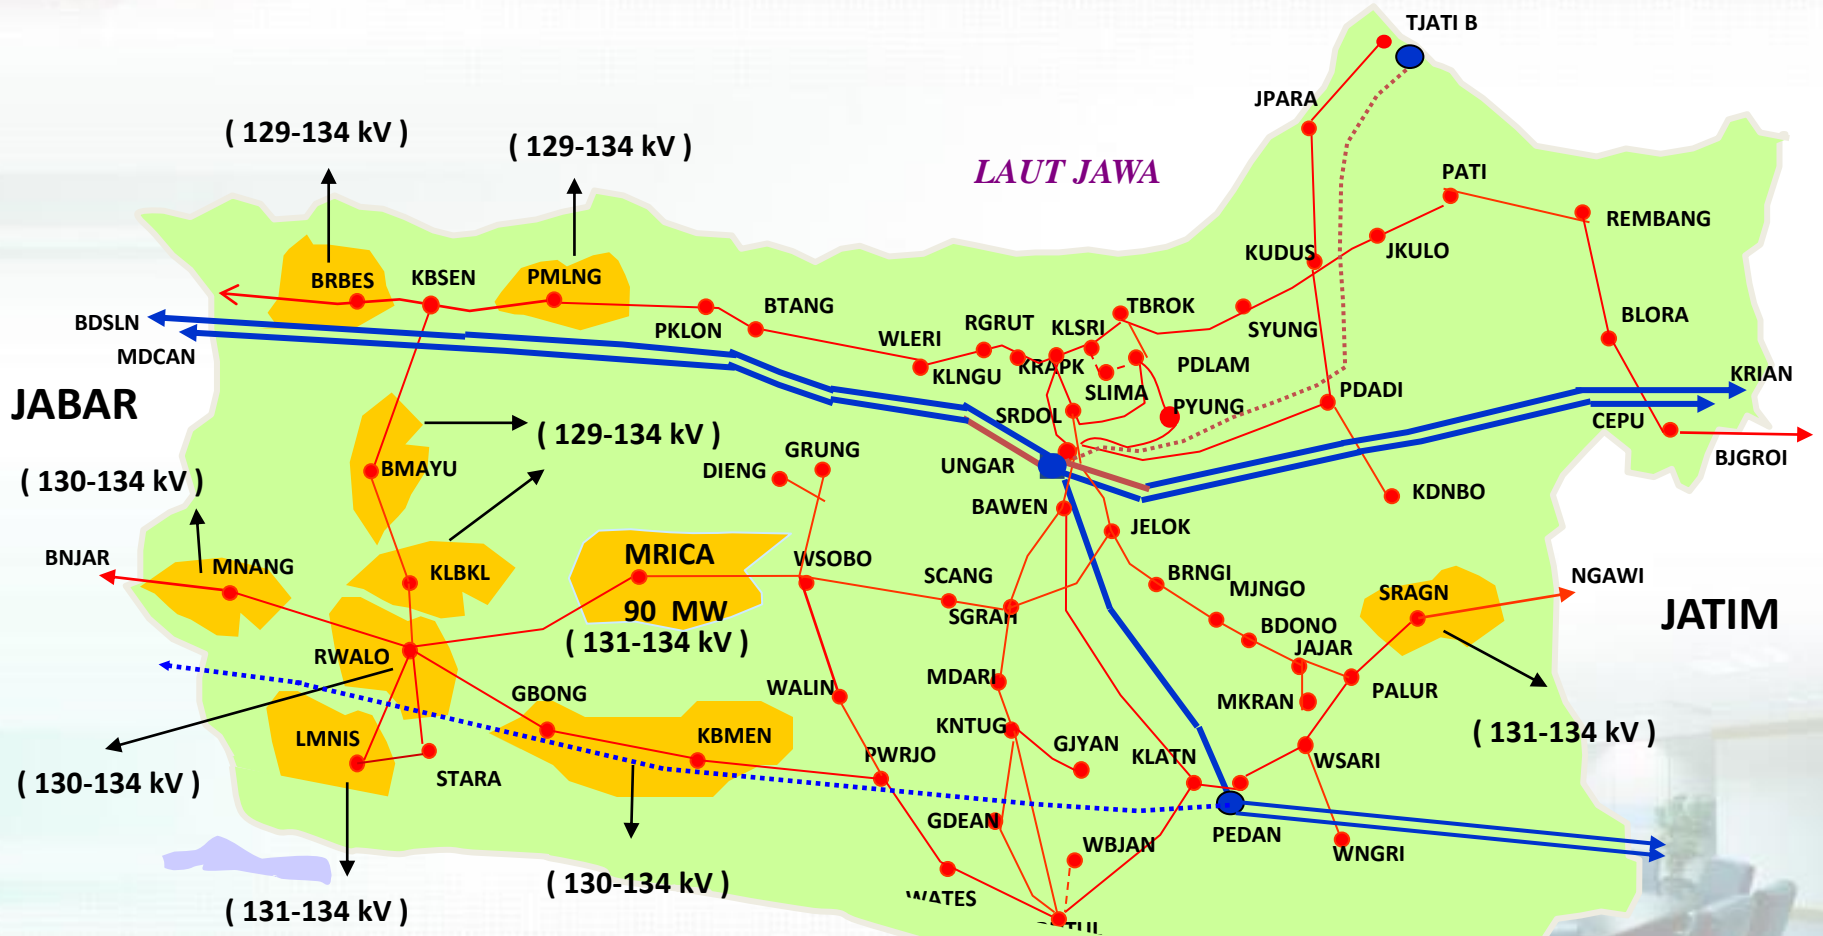 TJATI B
JPARA
( 129-134 kV )
( 129-134 kV )
LAUT JAWA
PATI
REMBANG
KUDUS
JKULO
BRBES
KBSEN
PMLNG
BTANG
TBROK
BDSLN
PKLON
WLERI
RGRUT
KLSRI
SYUNG
BLORA
MDCAN
KLNGU
KRAPK
SLIMA
PDLAM
PDADI
KRIAN
JABAR
SRDOL
PYUNG
CEPU
( 129-134 kV )
GRUNG
UNGAR
BJGROI
BMAYU
DIENG
( 130-134 kV )
KDNBO
BAWEN
JELOK
BNJAR
MNANG
KLBKL
MRICA
WSOBO
SCANG
BRNGI
MJNGO
SRAGN
NGAWI
90 MW
SGRAH
BDONO
JATIM
( 131-134 kV )
JAJAR
RWALO
MDARI
WALIN
GBONG
MKRAN
PALUR
LMNIS
KBMEN
KNTUG
GJYAN
KLATN
( 131-134 kV )
PWRJO
WSARI
( 130-134 kV )
STARA
GDEAN
WBJAN
PEDAN
WNGRI
( 130-134 kV )
WATES
( 131-134 kV )